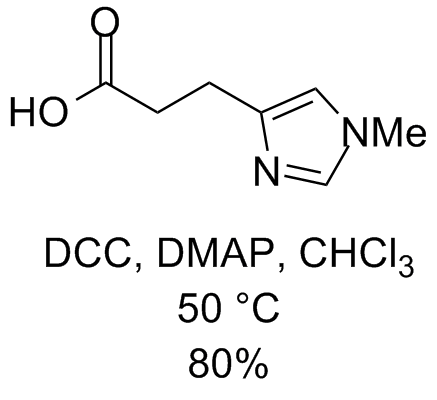 O
HO
NMe
N
DCC, DMAP, CHCl₃
50 °C
80%